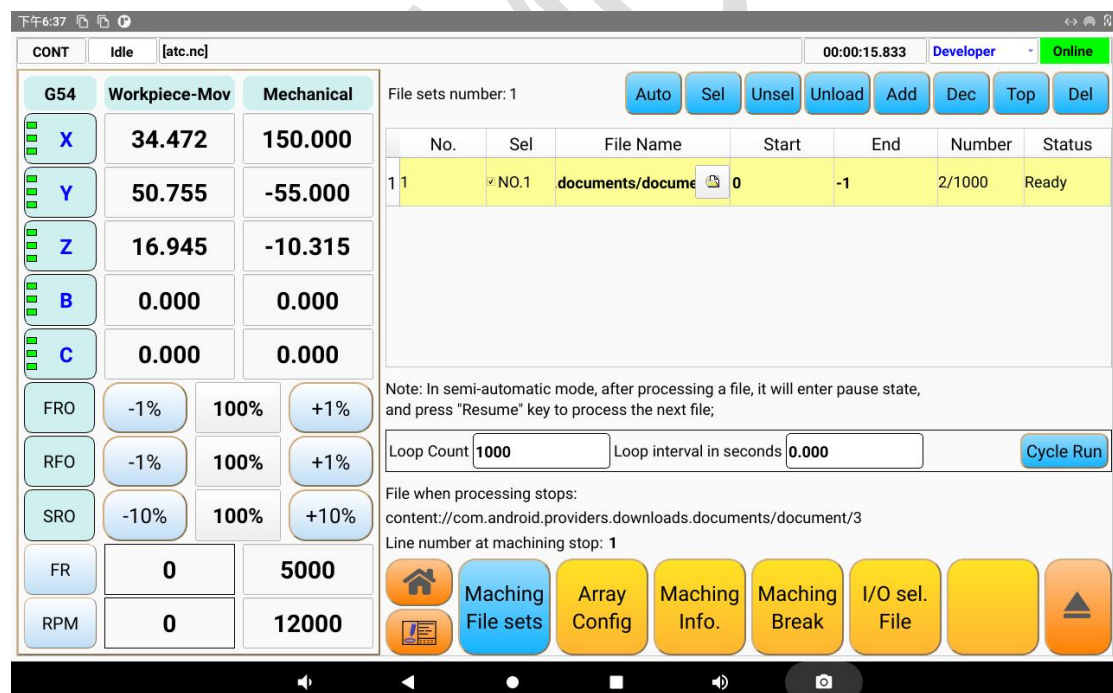 下午6:37
CONT Idle [atc.nc] 00:00:15.833 Developer Online
G54 Workpiece-Mov Mechanical
X 34.472 150.000
Y 50.755 -55.000
Z 16.945 -10.315
B 0.000 0.000
C 0.000 0.000
FRO -1% 100% +1%
RFO -1% 100% +1%
SRO -10% 100% +10%
FR 0 5000
RPM 0 12000
File sets number: 1 Auto Sel Unsel Unload Add Dec Top Del
No. Sel File Name Start End Number Status
1 1 NO.1 .documents/docume 0 -1 2/1000 Ready
Note: In semi-automatic mode, after processing a file, it will enter pause state,
and press "Resume" key to process the next file;
Loop Count 1000 Loop interval in seconds 0.000 Cycle Run
File when processing stops:
content://com.android.providers.downloads.documents/document/3
Line number at machining stop: 1
Maching Array Maching Maching I/O sel.
File sets Config Info. Break File